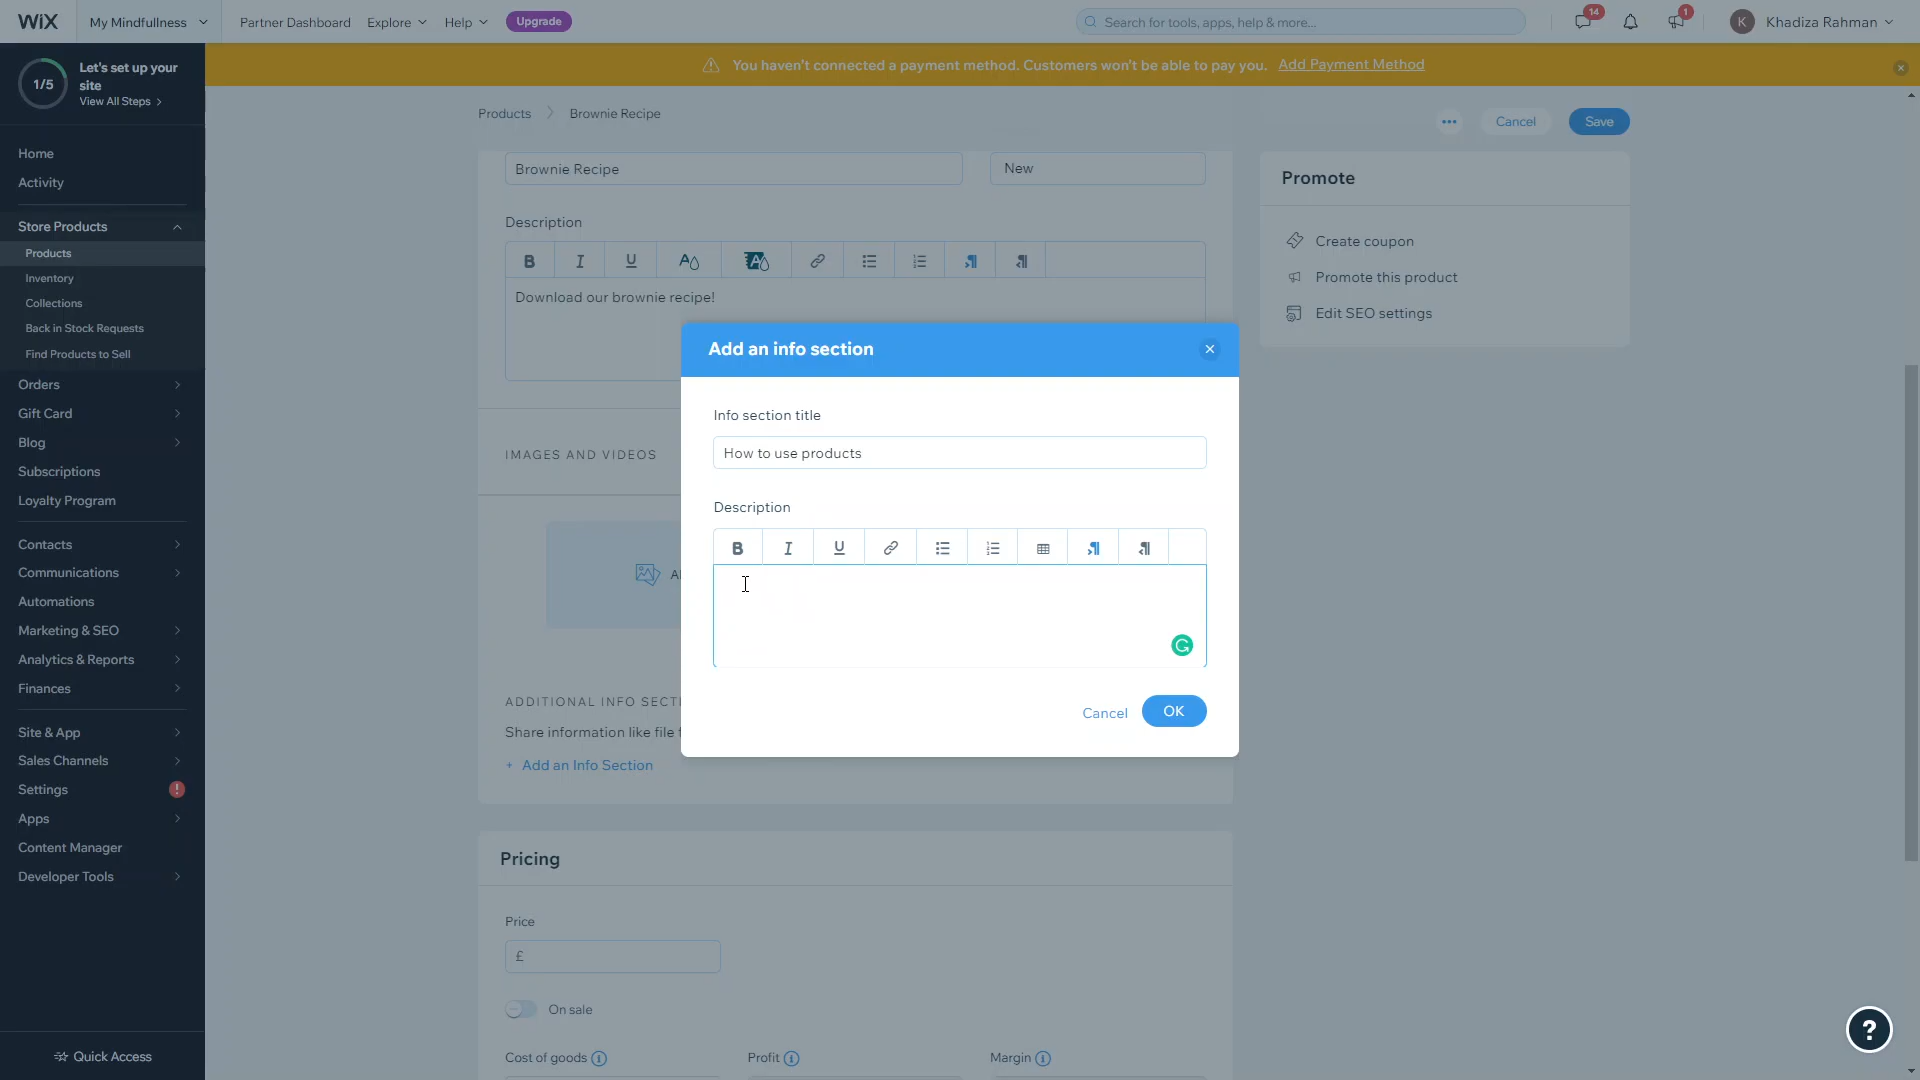 WiX My Mindfullness Partner Dashboard Explore Help Upgrade Search for tools, apps, help & more... 14 1 K Khadiza Rahman
1/5 Let's set up your site
View All Steps
You haven't connected a payment method. Customers won't be able to pay you. Add Payment Method
Home
Activity
Store Products
Products
Inventory
Collections
Back in Stock Requests
Find Products to Sell
Orders
Gift Card
Blog
Subscriptions
Loyalty Program
Contacts
Communications
Automations
Marketing & SEO
Analytics & Reports
Finances
Site & App
Sales Channels
Settings !
Apps
Content Manager
Developer Tools
Quick Access
Products Brownie Recipe
Cancel Save
Brownie Recipe New
Description
B I U A A
Download our brownie recipe!
IMAGES AND VIDEOS
ADDITIONAL INFO
Share information like file
+ Add an Info Section
Pricing
Price
£
On sale
Cost of goods i Profit i Margin i
Promote
Create coupon
Promote this product
Edit SEO settings
Add an info section
Info section title
How to use products
Description
B I U
Cancel OK
?